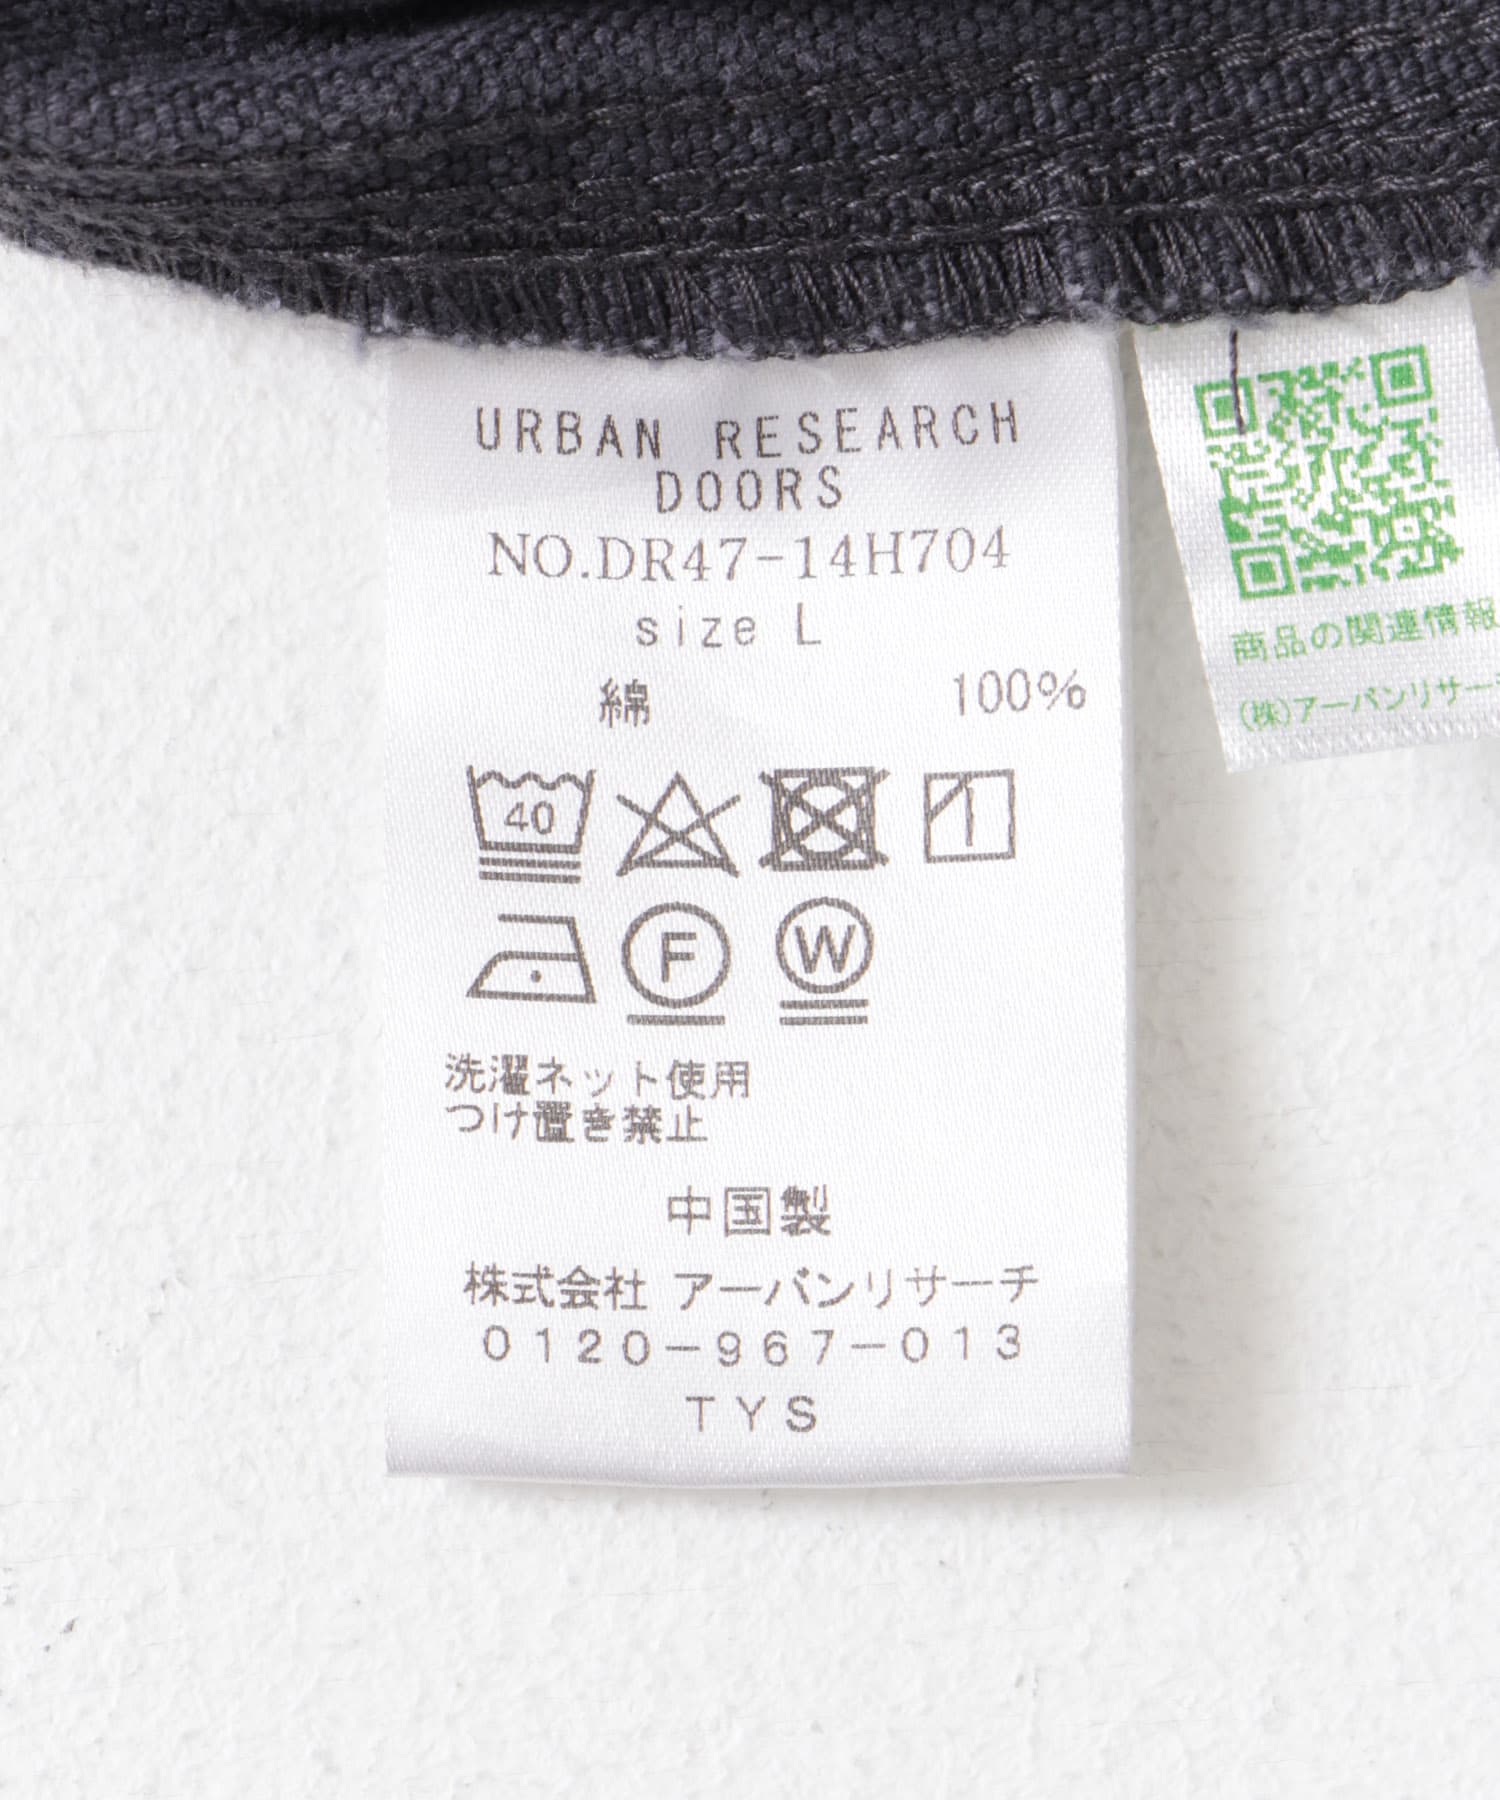 URBAN RESEARCH
DOORS
NO.DR47-14H704
size L
綿 100%
40
F W
洗濯ネット使用
つけ置き禁止
中国製
株式会社 アーバンリサーチ
0120-967-013
TYS
商品の関連情報
(株)アーバンリサー